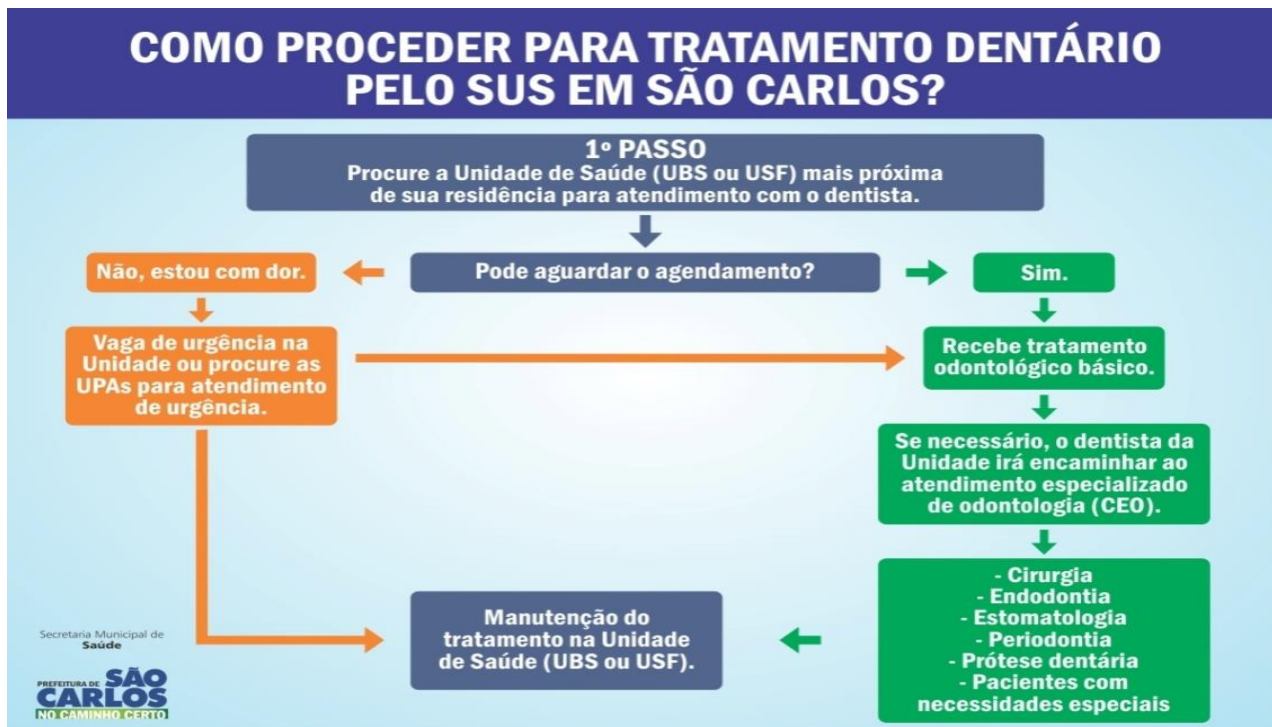 COMO PROCEDER PARA TRATAMENTO DENTÁRIO
PELO SUS EM SÃO CARLOS?
1º PASSO
Procure a Unidade de Saúde (UBS ou USF) mais próxima
de sua residência para atendimento com o dentista.
Não, estou com dor.
Pode aguardar o agendamento?
Sim.
Vaga de urgência na
Unidade ou procure as
UPAs para atendimento
de urgência.
Recebe tratamento
odontológico básico.
Se necessário, o dentista da
Unidade irá encaminhar ao
atendimento especializado
de odontologia (CEO).
- Cirurgia
- Endodontia
- Estomatologia
- Periodontia
- Prótese dentária
- Pacientes com
necessidades especiais
Manutenção do
tratamento na Unidade
de Saúde (UBS ou USF).
Secretaria Municipal de
Saúde
PREFEITURA DE SÃO
CARLOS
NO CAMINHO CERTO